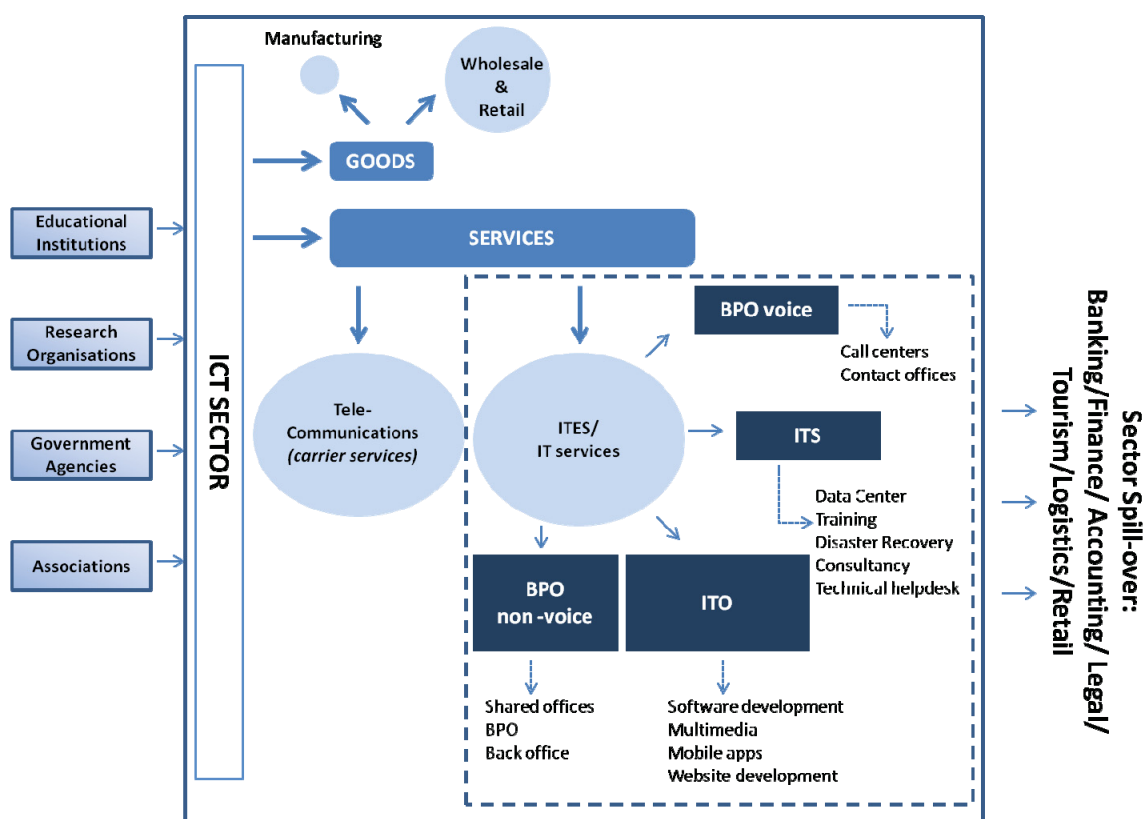 Manufacturing
Wholesale
&
Retail
GOODS
SERVICES
Educational
Institutions
Research
Organisations
Government
Agencies
Associations
ICT SECTOR
Tele-
Communications
(carrier services)
ITES/
IT services
BPO voice
Call centers
Contact offices
ITS
Data Center
Training
Disaster Recovery
Consultancy
Technical helpdesk
BPO
non -voice
ITO
Shared offices
BPO
Back office
Software development
Multimedia
Mobile apps
Website development
Sector Spill-over:
Banking/Finance/ Accounting/ Legal/
Tourism/Logistics/Retail